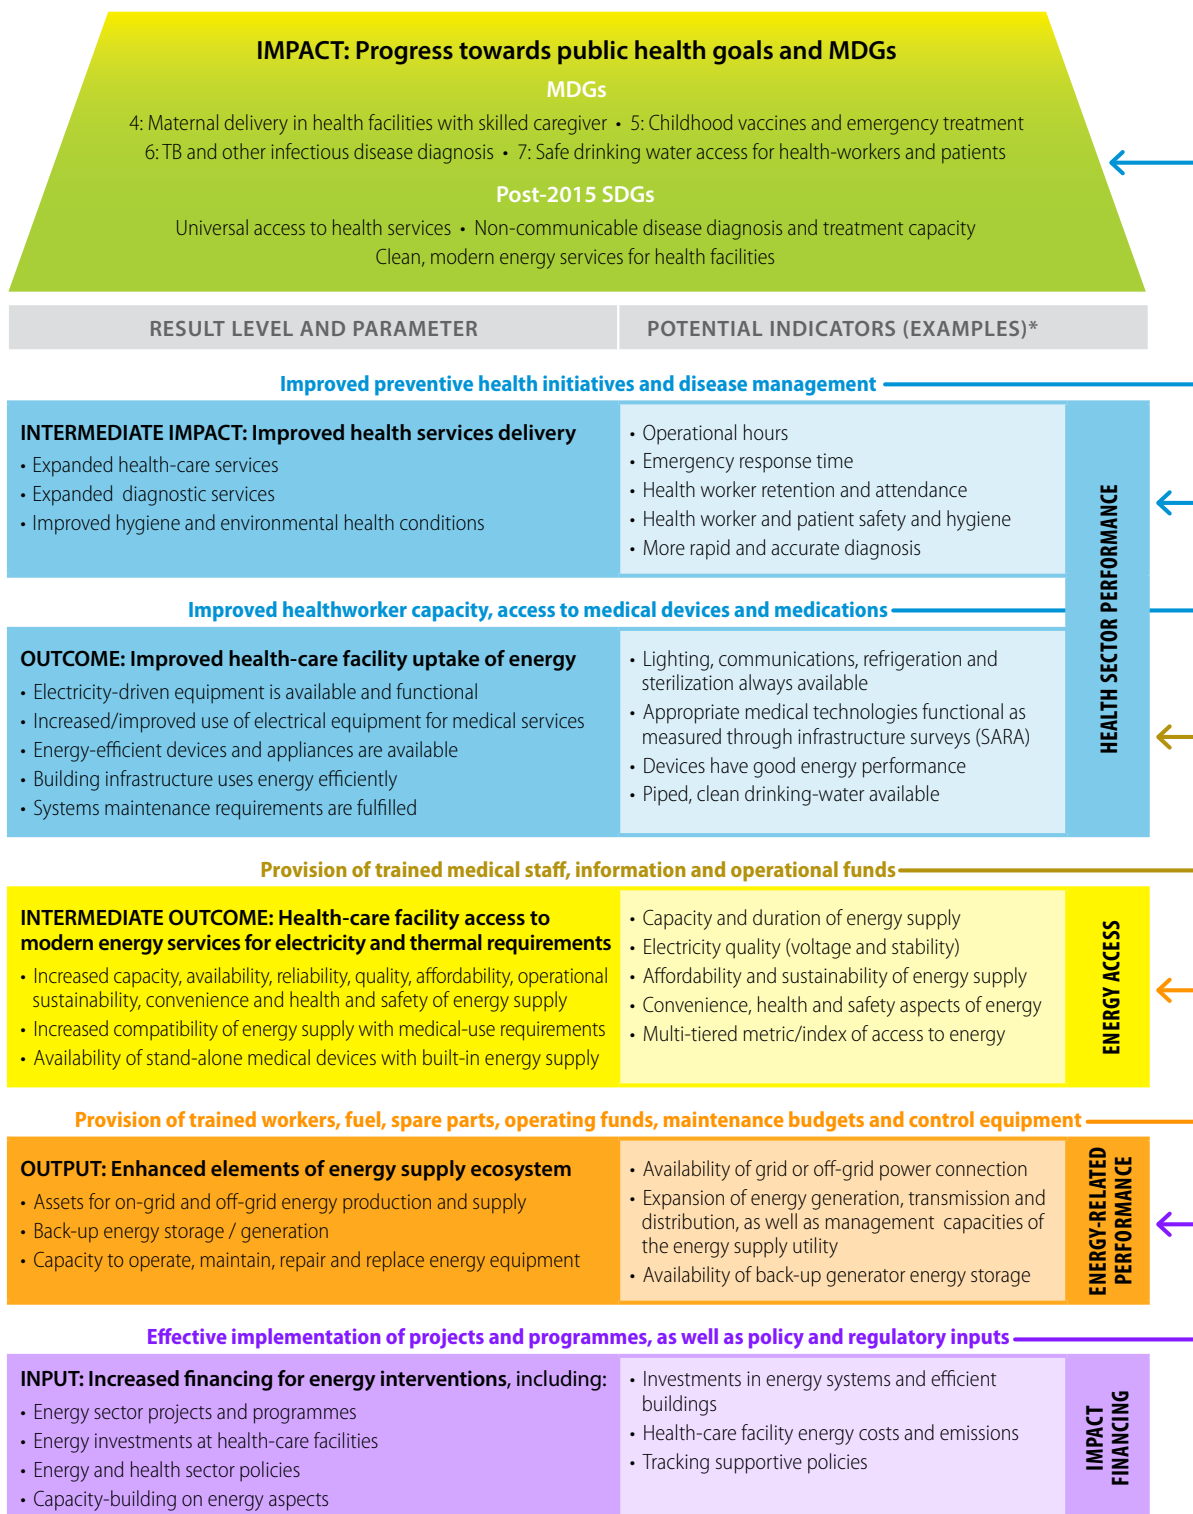 IMPACT: Progress towards public health goals and MDGs
MDGs
4: Maternal delivery in health facilities with skilled caregiver • 5: Childhood vaccines and emergency treatment
6: TB and other infectious disease diagnosis • 7: Safe drinking water access for health-workers and patients
Post-2015 SDGs
Universal access to health services • Non-communicable disease diagnosis and treatment capacity
Clean, modern energy services for health facilities
RESULT LEVEL AND PARAMETER
POTENTIAL INDICATORS (EXAMPLES)*
Improved preventive health initiatives and disease management
INTERMEDIATE IMPACT: Improved health services delivery
• Expanded health-care services
• Expanded diagnostic services
• Improved hygiene and environmental health conditions
• Operational hours
• Emergency response time
• Health worker retention and attendance
• Health worker and patient safety and hygiene
• More rapid and accurate diagnosis
HEALTH SECTOR PERFORMANCE
Improved healthworker capacity, access to medical devices and medications
OUTCOME: Improved health-care facility uptake of energy
• Electricity-driven equipment is available and functional
• Increased/improved use of electrical equipment for medical services
• Energy-efficient devices and appliances are available
• Building infrastructure uses energy efficiently
• Systems maintenance requirements are fulfilled
• Lighting, communications, refrigeration and
sterilization always available
• Appropriate medical technologies functional as
measured through infrastructure surveys (SARA)
• Devices have good energy performance
• Piped, clean drinking-water available
Provision of trained medical staff, information and operational funds
INTERMEDIATE OUTCOME: Health-care facility access to
modern energy services for electricity and thermal requirements
• Increased capacity, availability, reliability, quality, affordability, operational
sustainability, convenience and health and safety of energy supply
• Increased compatibility of energy supply with medical-use requirements
• Availability of stand-alone medical devices with built-in energy supply
• Capacity and duration of energy supply
• Electricity quality (voltage and stability)
• Affordability and sustainability of energy supply
• Convenience, health and safety aspects of energy
• Multi-tiered metric/index of access to energy
ENERGY ACCESS
Provision of trained workers, fuel, spare parts, operating funds, maintenance budgets and control equipment
OUTPUT: Enhanced elements of energy supply ecosystem
• Assets for on-grid and off-grid energy production and supply
• Back-up energy storage / generation
• Capacity to operate, maintain, repair and replace energy equipment
• Availability of grid or off-grid power connection
• Expansion of energy generation, transmission and
distribution, as well as management capacities of
the energy supply utility
• Availability of back-up generator energy storage
ENERGY-RELATED
PERFORMANCE
Effective implementation of projects and programmes, as well as policy and regulatory inputs
INPUT: Increased financing for energy interventions, including:
• Energy sector projects and programmes
• Energy investments at health-care facilities
• Energy and health sector policies
• Capacity-building on energy aspects
• Investments in energy systems and efficient
buildings
• Health-care facility energy costs and emissions
• Tracking supportive policies
IMPACT
FINANCING